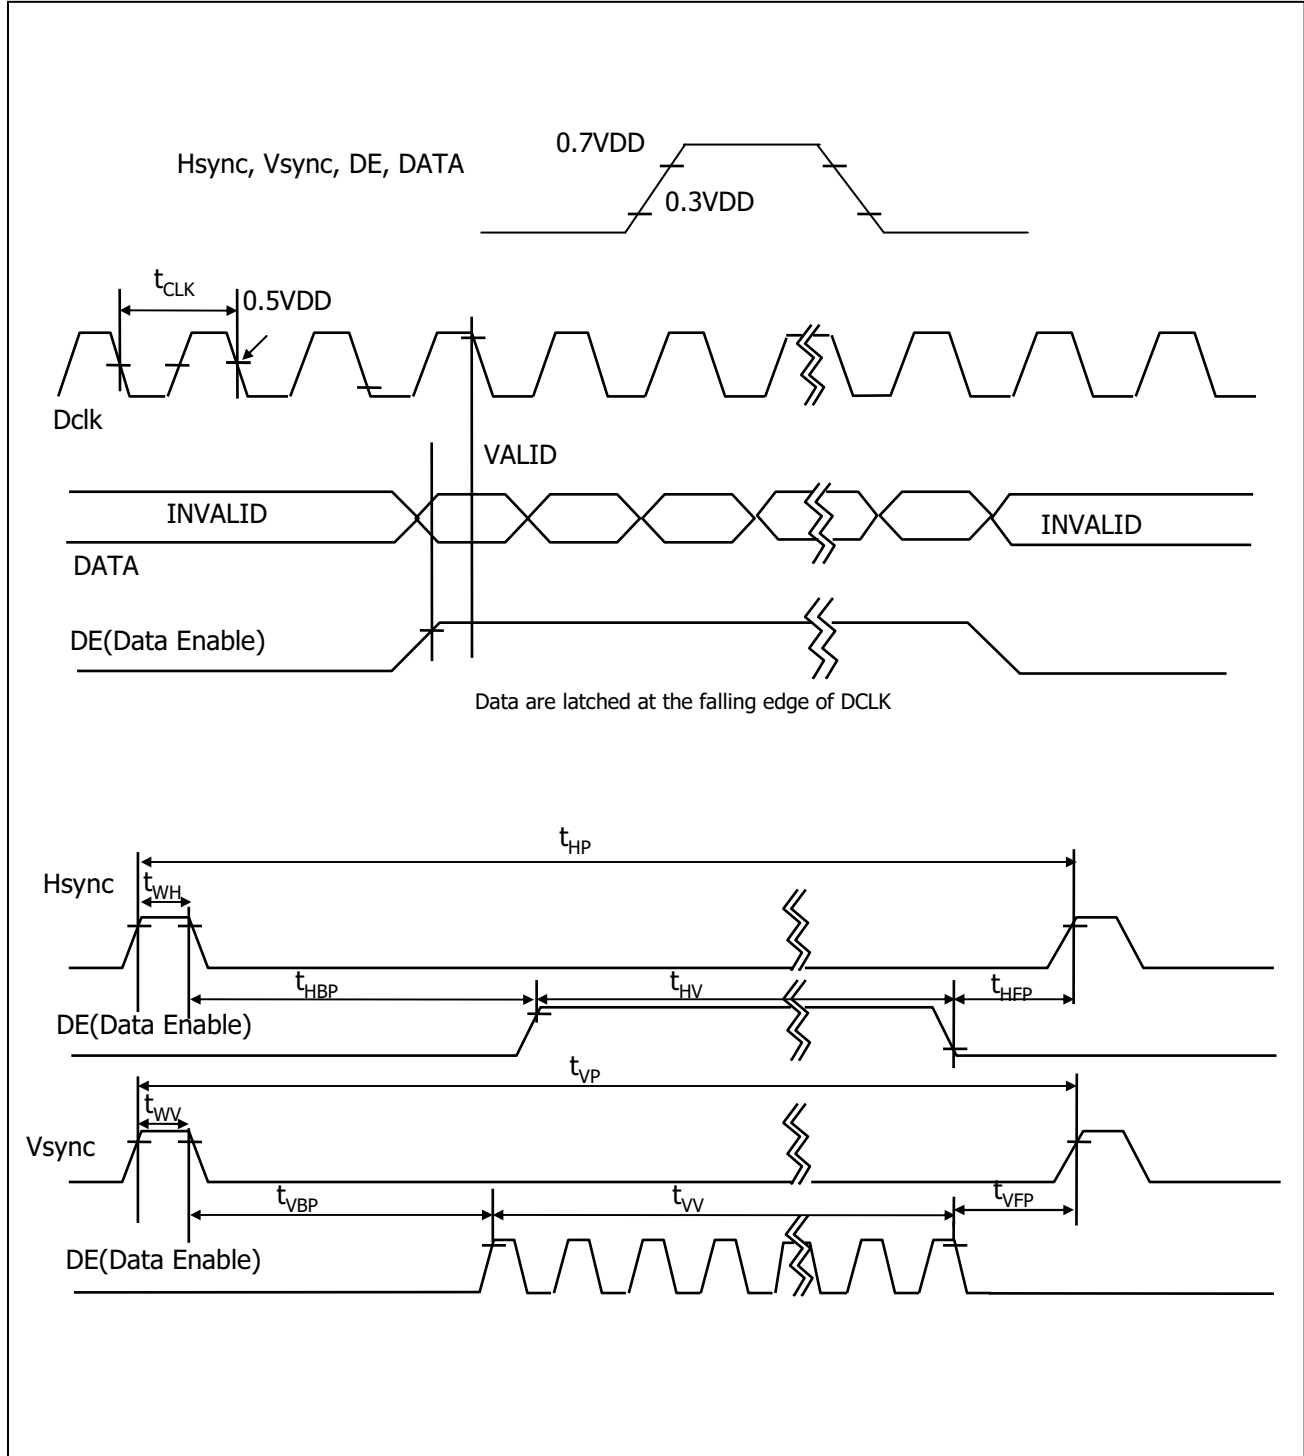 0.7VDD
Hsync, Vsync, DE, DATA
0.3VDD
tCLK
0.5VDD
Dclk
VALID
INVALID
INVALID
DATA
DE(Data Enable)
Data are latched at the falling edge of DCLK
tHP
Hsync
tWH
tHBP
tHV
tHFP
DE(Data Enable)
tVP
tWV
Vsync
tVBP
tVV
tVFP
DE(Data Enable)